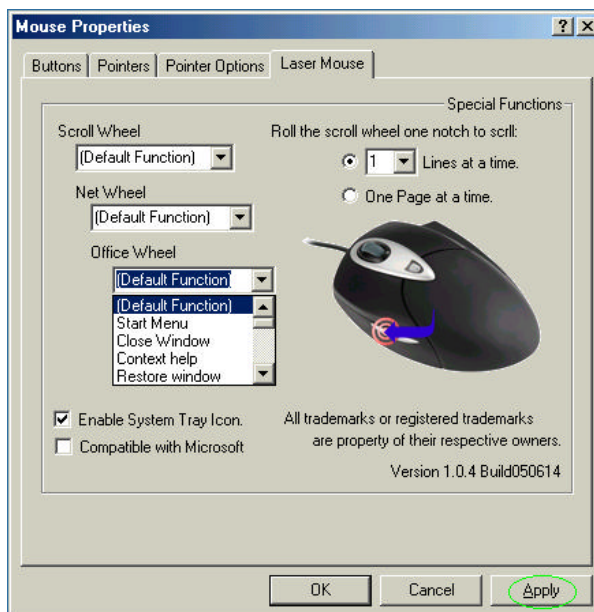 Mouse Properties
Buttons Pointers Pointer Options Laser Mouse
Special Functions
Scroll Wheel
(Default Function)
Roll the scroll wheel one notch to scrll:
1 Lines at a time.
One Page at a time.
Net Wheel
(Default Function)
Office Wheel
(Default Function)
(Default Function)
Start Menu
Close Window
Context help
Restore window
Enable System Tray Icon.
Compatible with Microsoft
All trademarks or registered trademarks
are property of their respective owners.
Version 1.0.4 Build050614
OK Cancel Apply